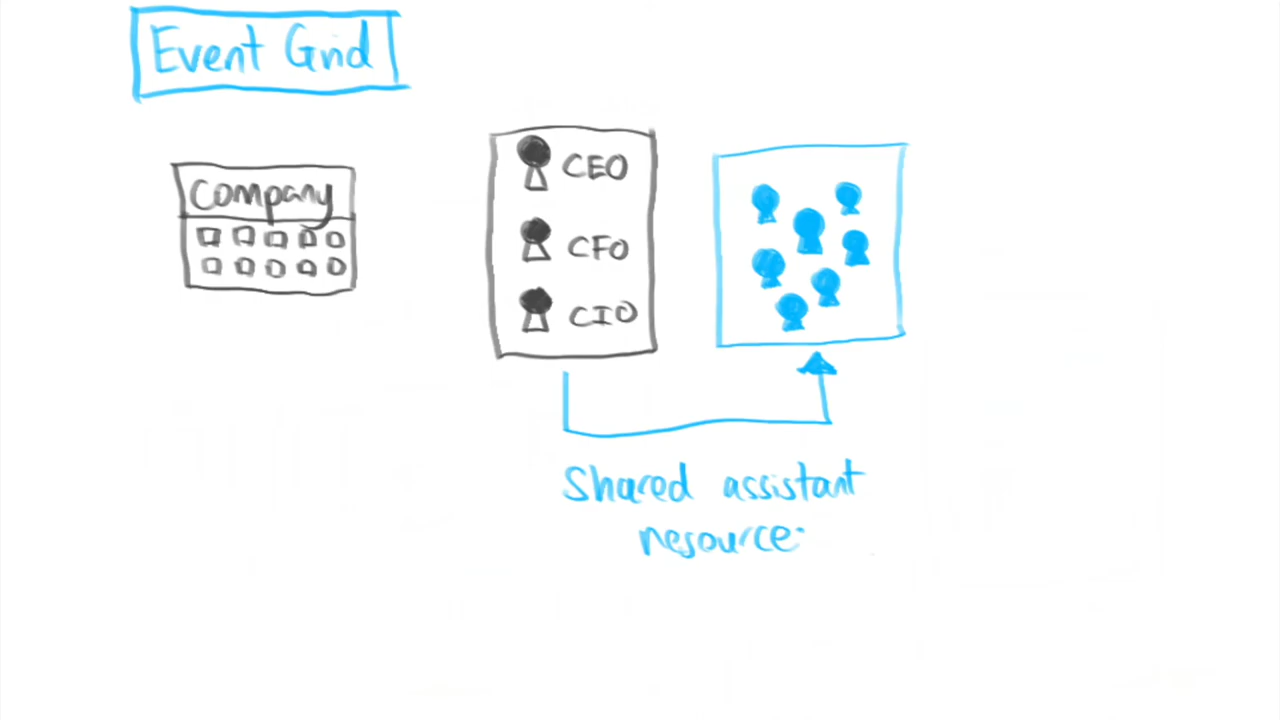 Event Grid
Company
CEO
CFO
CIO
Shared assistant
resource